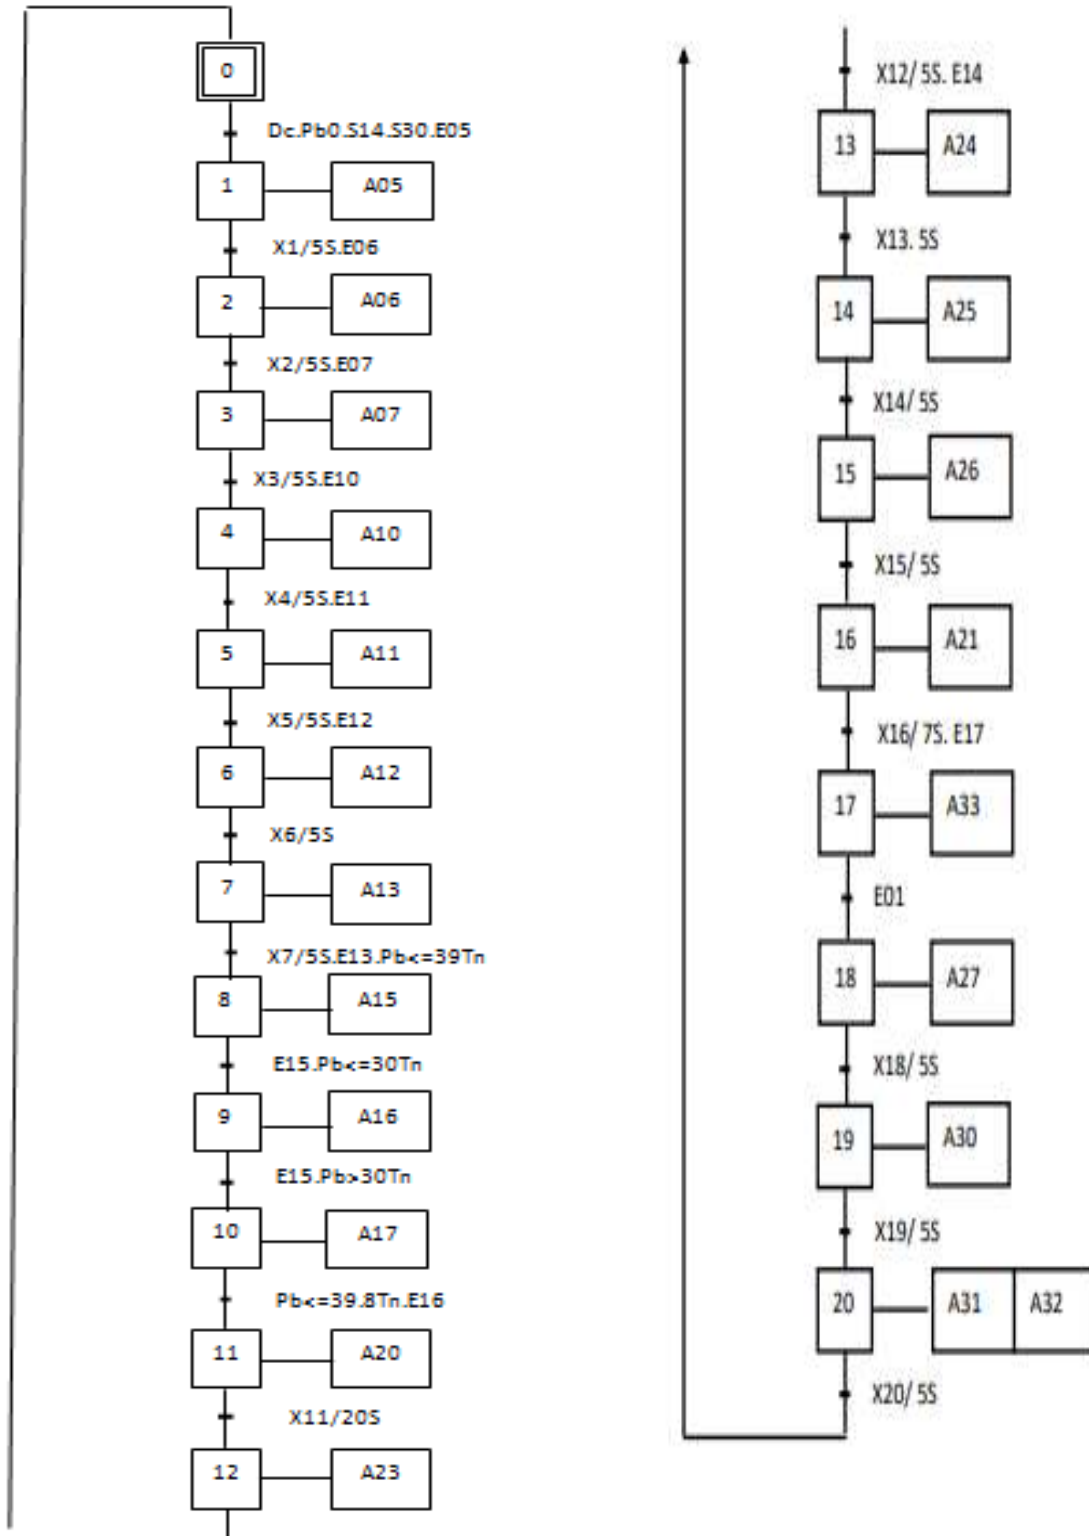 0
Dc.Pb0.S14.S30.E05
1 A05
X1/5S.E06
2 A06
X2/5S.E07
3 A07
X3/5S.E10
4 A10
X4/5S.E11
5 A11
X5/5S.E12
6 A12
X6/5S
7 A13
X7/5S.E13.Pb<=39Tn
8 A15
E15.Pb<=30Tn
9 A16
E15.Pb>30Tn
10 A17
Pb<=39.8Tn.E16
11 A20
X11/20S
12 A23
X12/ 5S. E14
13 A24
X13. 5S
14 A25
X14/ 5S
15 A26
X15/ 5S
16 A21
X16/ 7S. E17
17 A33
E01
18 A27
X18/ 5S
19 A30
X19/ 5S
20 A31 A32
X20/ 5S